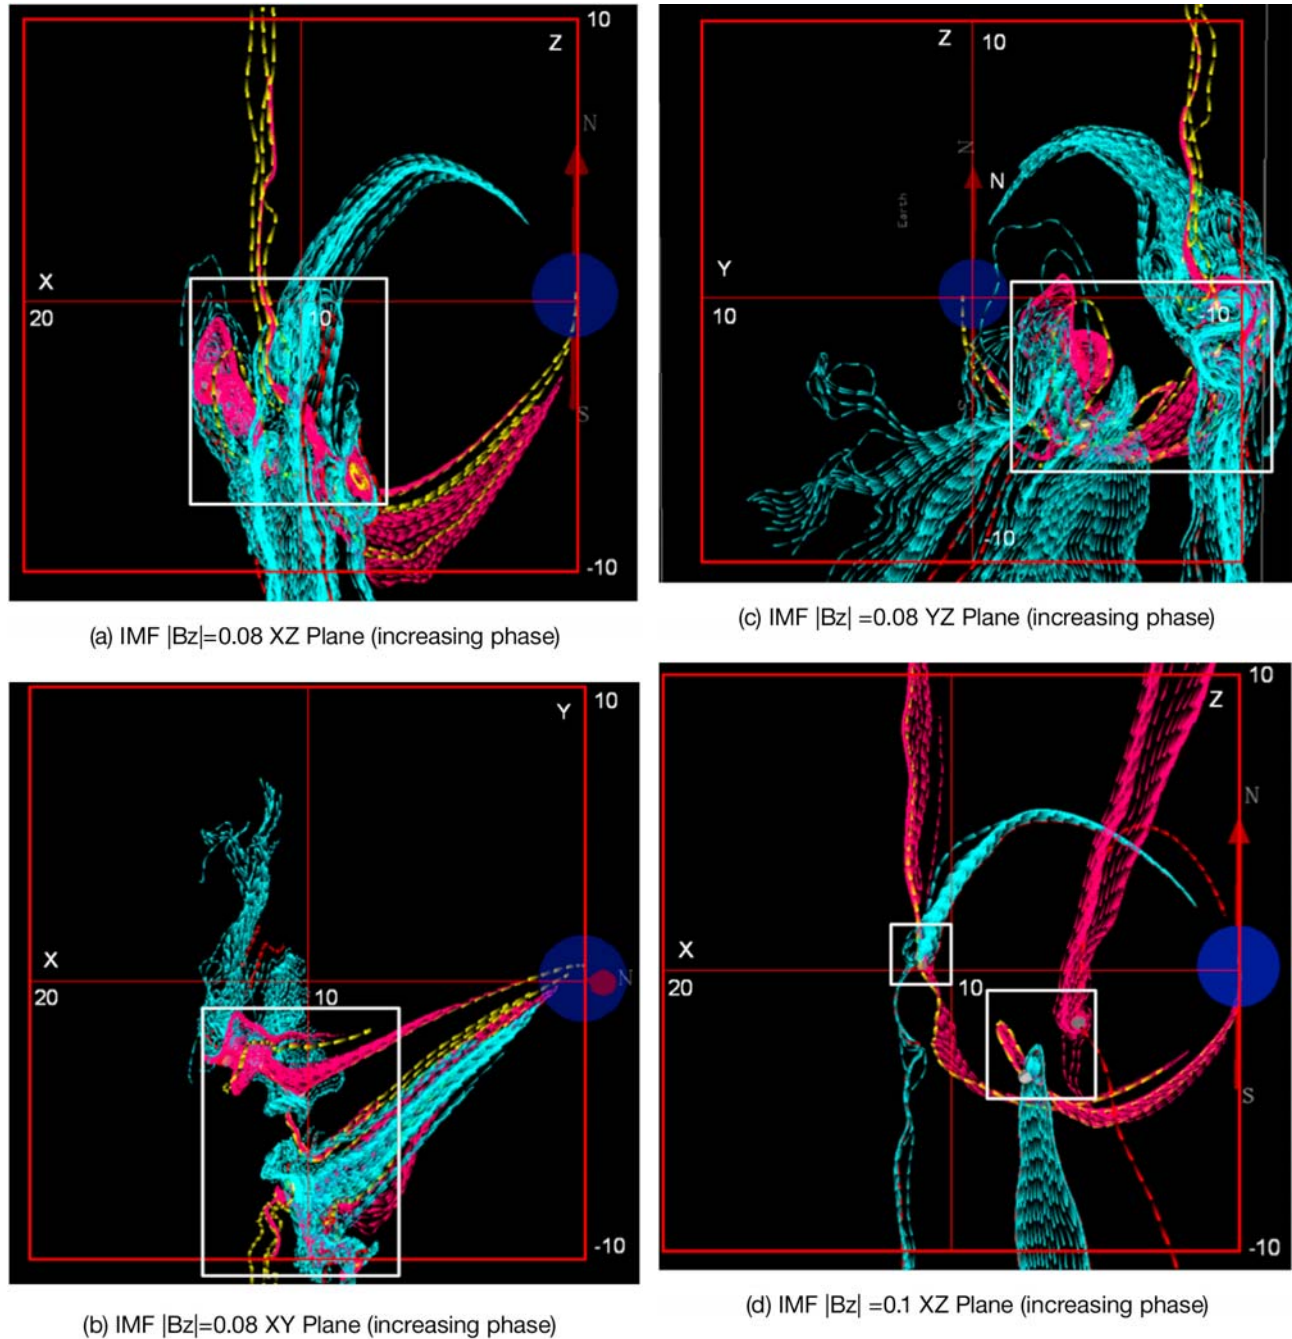 10
Z
N
X
20
10
S
-10
(a) IMF |Bz|=0.08 XZ Plane (increasing phase)
Z
10
N
N
Earth
Y
10
-10
S
-10
(c) IMF |Bz| =0.08 YZ Plane (increasing phase)
10
Y
X
N
20
10
-10
(b) IMF |Bz|=0.08 XY Plane (increasing phase)
10
Z
N
X
20
10
S
-10
(d) IMF |Bz| =0.1 XZ Plane (increasing phase)